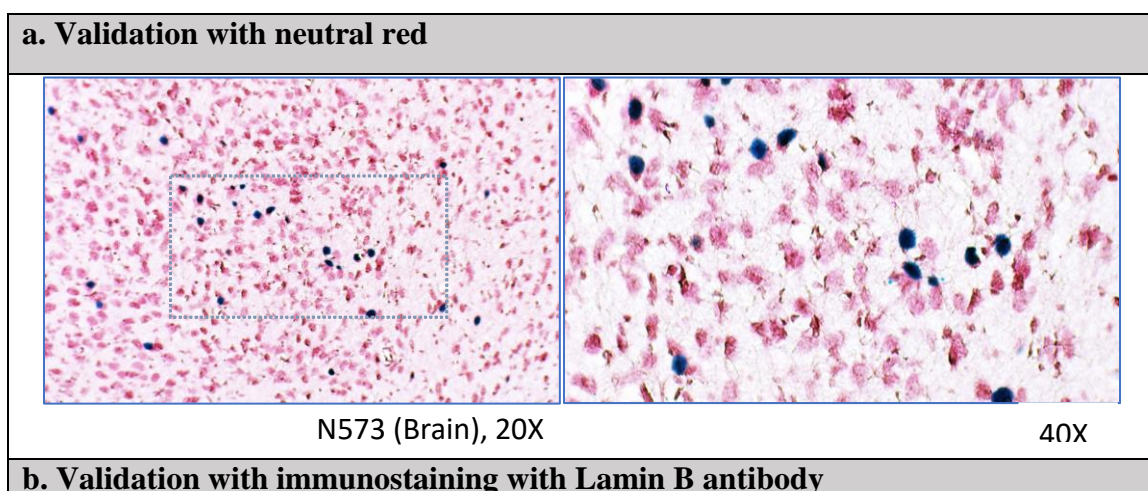 a. Validation with neutral red
N573 (Brain), 20X
40X
b. Validation with immunostaining with Lamin B antibody